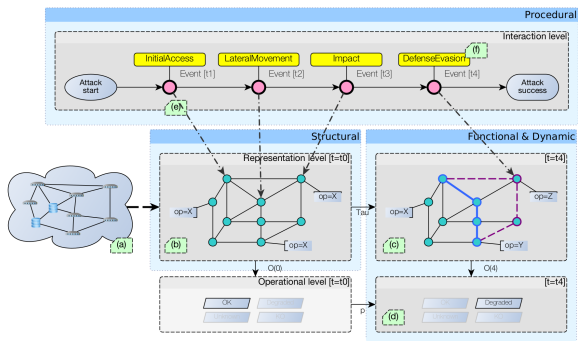 Procedural
Interaction level
(f)
InitialAccess
LateralMovement
Impact
DefenseEvasion
Attack
start
Event [t1]
Event [t2]
Event [t3]
Event [t4]
Attack
success
(e)
Structural
Functional & Dynamic
Representation level [t=t0]
[t=t4]
op=X
op=X
op=X
op=X
op=Z
op=Y
(a)
(b)
(c)
Tau
O(0)
O(4)
Operational level [t=t0]
[t=t4]
OK
Degraded
Degraded
p
(d)